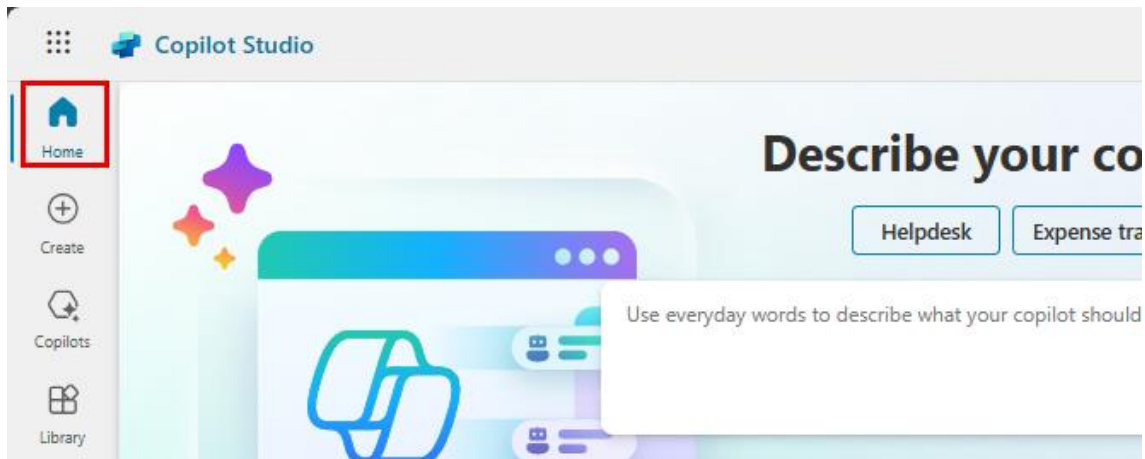 Copilot Studio
Home
Create
Copilots
Library
Describe your co
Helpdesk
Expense tra
Use everyday words to describe what your copilot should